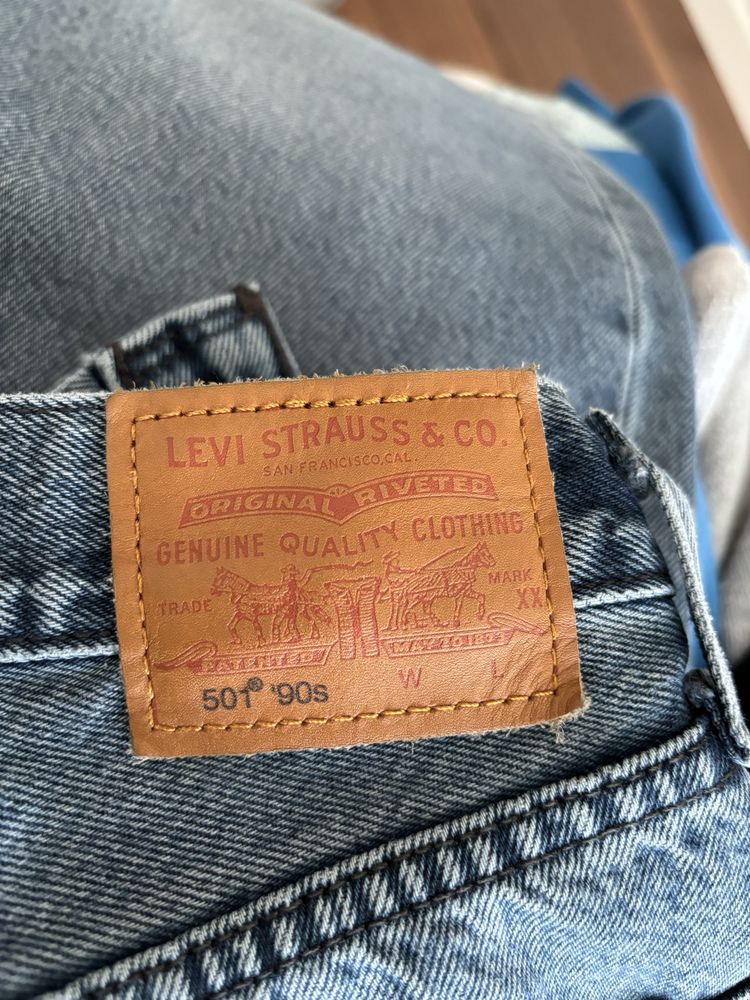 LEVI STRAUSS & CO.
SAN FRANCISCO, CAL.
ORIGINAL RIVETED
GENUINE QUALITY CLOTHING
TRADE MARK
XX
PATENTED MAY 20 1873
501® '90s W L